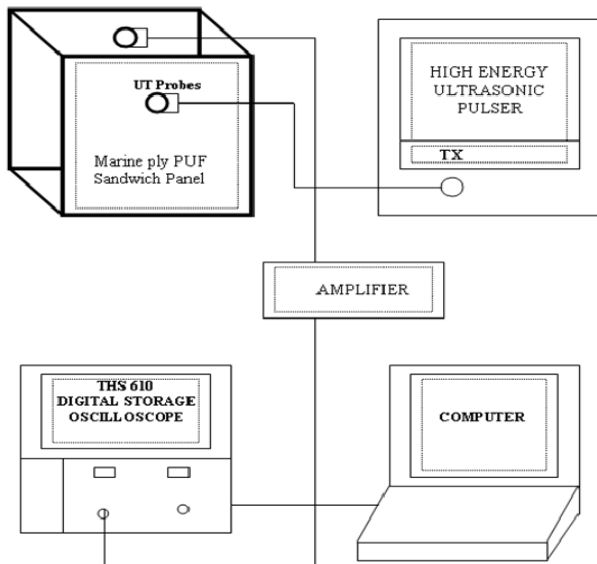 UT Probes
Marine ply PUF
Sandwich Panel
HIGH ENERGY
ULTRASONIC
PULSER
TX
AMPLIFIER
THS 610
DIGITAL STORAGE
OSCILLOSCOPE
COMPUTER